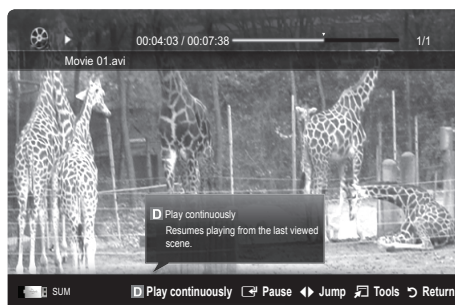 00:04:03 / 00:07:38 1/1
Movie 01.avi
D Play continuously
Resumes playing from the last viewed
scene.
SUM D Play continuously Pause Jump Tools Return